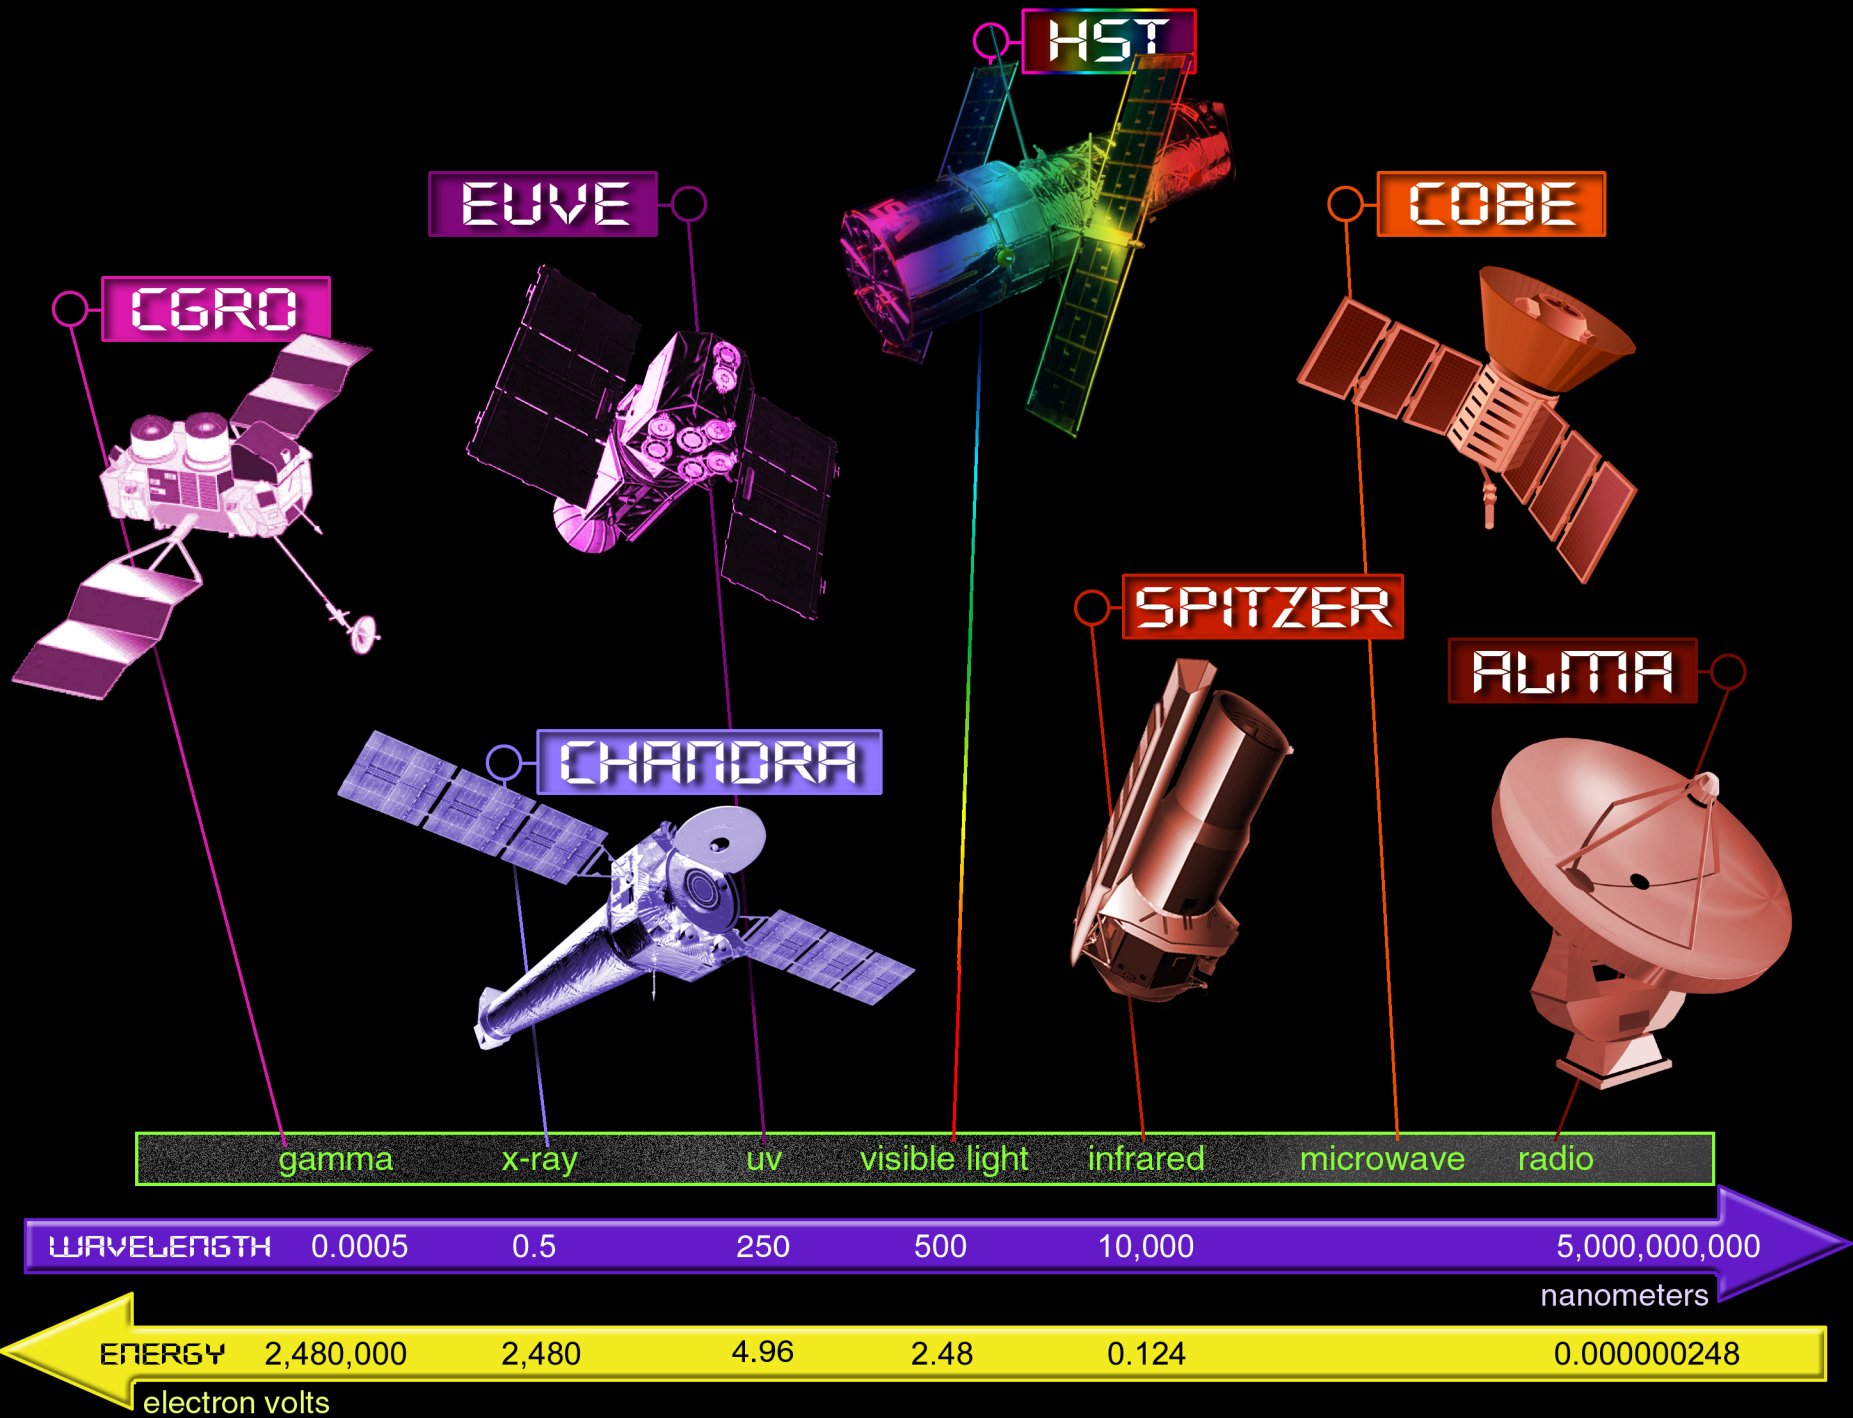 HST
EUVE
COBE
CGRO
SPITZER
ALMA
CHANDRA
gamma x-ray uv visible light infrared microwave radio
WAVELENGTH 0.0005 0.5 250 500 10,000 5,000,000,000
nanometers
ENERGY 2,480,000 2,480 4.96 2.48 0.124 0.000000248
electron volts